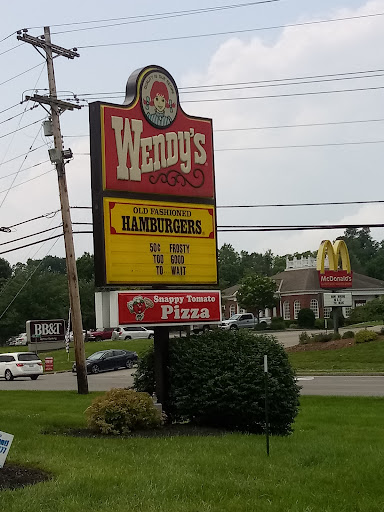 Wendy's
OLD FASHIONED
HAMBURGERS.
50¢ FROSTY
TOO GOOD
TO WAIT
Snappy Tomato
Pizza
McDonald's
BB&T